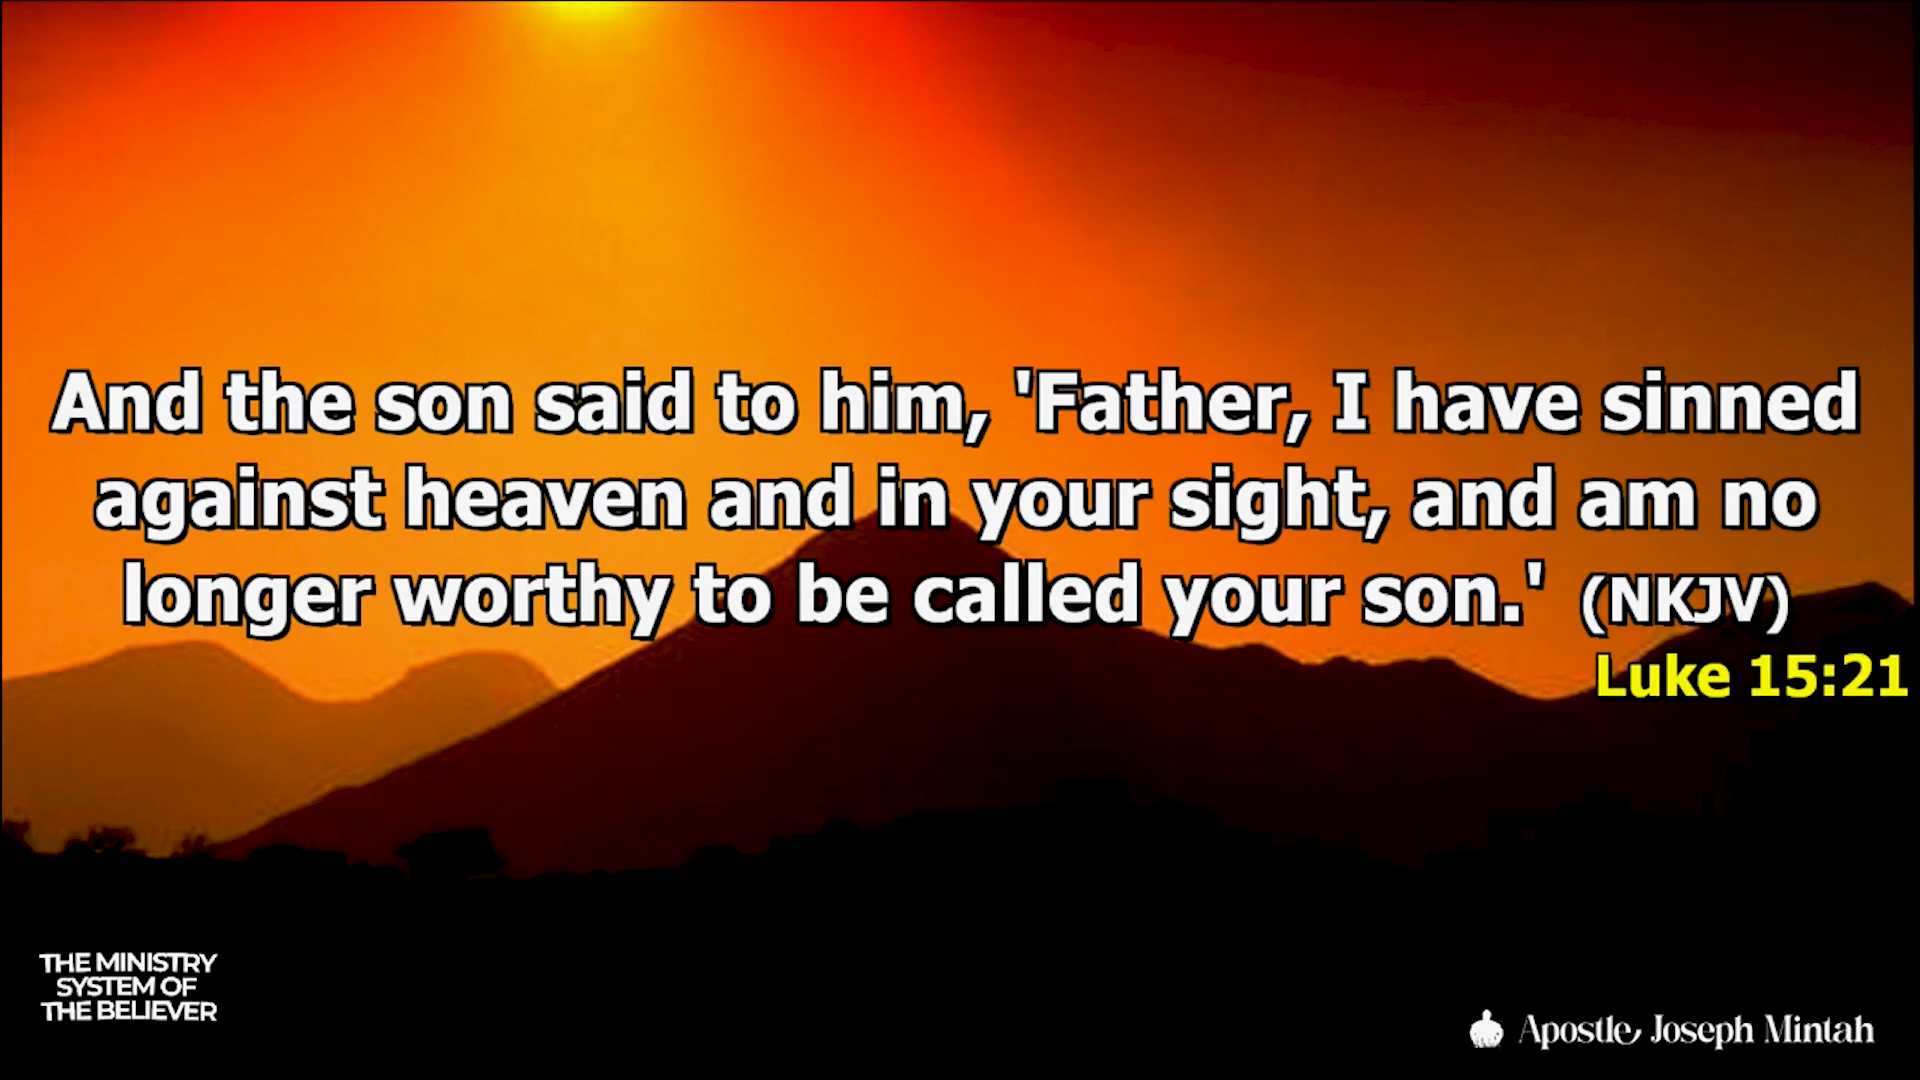 And the son said to him, 'Father, I have sinned
against heaven and in your sight, and am no
longer worthy to be called your son.' (NKJV)
Luke 15:21
THE MINISTRY
SYSTEM OF
THE BELIEVER
Apostle Joseph Mintah